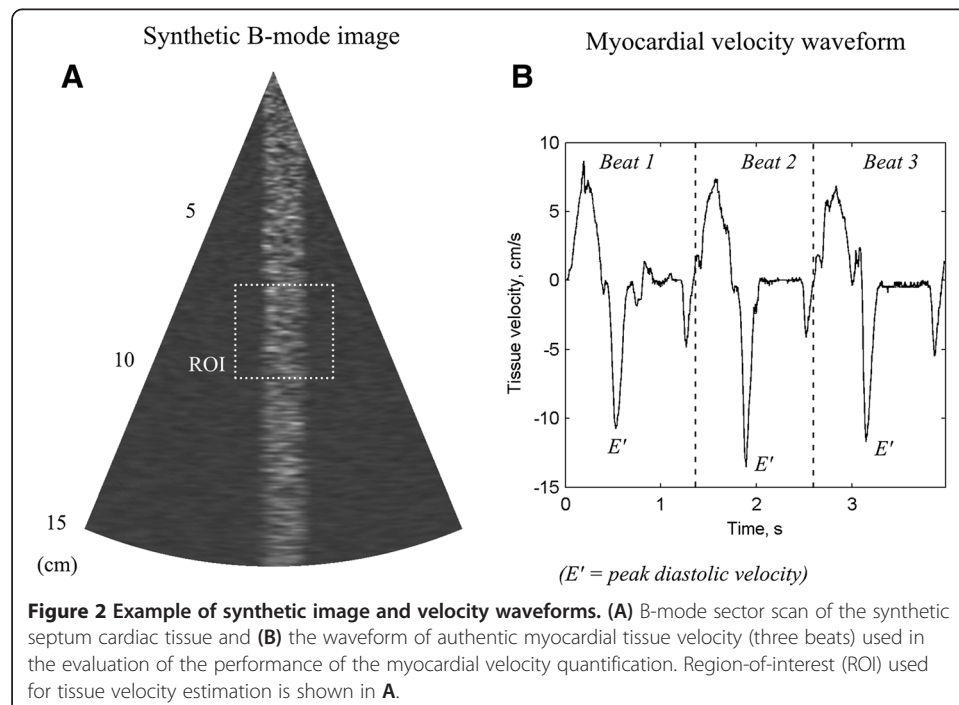 Synthetic B-mode image
Myocardial velocity waveform
A
5
10
15
(cm)
ROI
B
Tissue velocity, cm/s
10
5
0
-5
-10
-15
Beat 1
Beat 2
Beat 3
E'
E'
E'
0
1
2
3
Time, s
(E' = peak diastolic velocity)
Figure 2 Example of synthetic image and velocity waveforms. (A) B-mode sector scan of the synthetic
septum cardiac tissue and (B) the waveform of authentic myocardial tissue velocity (three beats) used in
the evaluation of the performance of the myocardial velocity quantification. Region-of-interest (ROI) used
for tissue velocity estimation is shown in A.